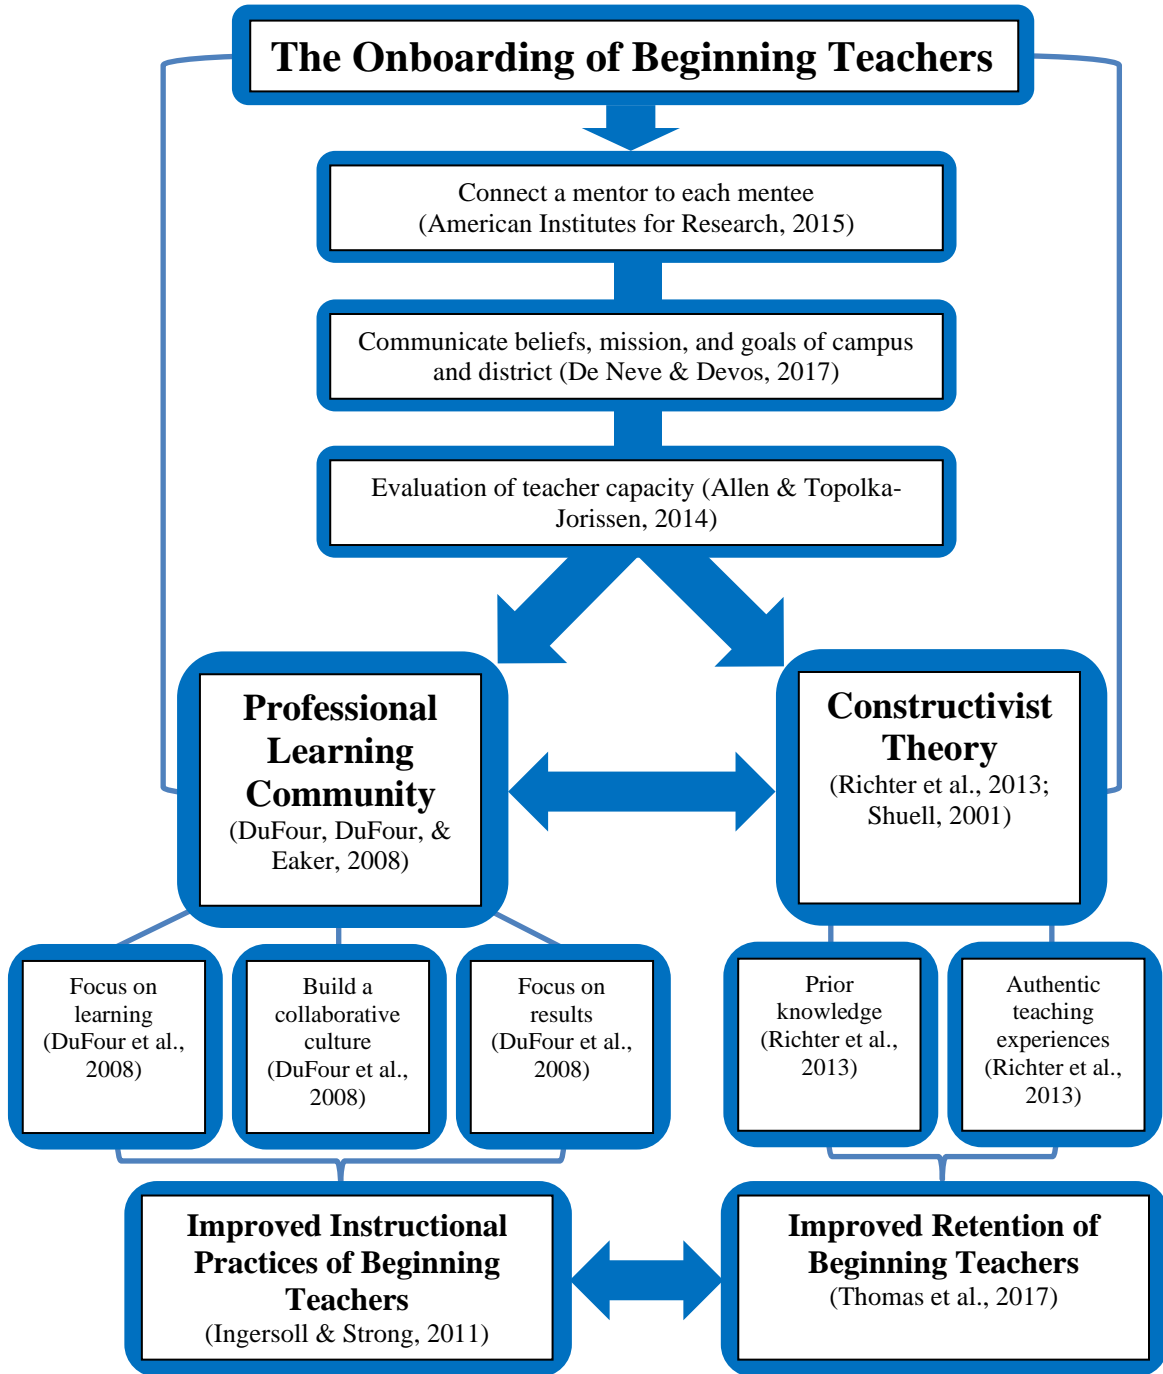 The Onboarding of Beginning Teachers
Connect a mentor to each mentee
(American Institutes for Research, 2015)
Communicate beliefs, mission, and goals of campus
and district (De Neve & Devos, 2017)
Evaluation of teacher capacity (Allen & Topolka-
Jorissen, 2014)
Professional
Learning
Community
(DuFour, DuFour, &
Eaker, 2008)
Constructivist
Theory
(Richter et al., 2013;
Shuell, 2001)
Focus on
learning
(DuFour et al.,
2008)
Build a
collaborative
culture
(DuFour et al.,
2008)
Focus on
results
(DuFour et al.,
2008)
Prior
knowledge
(Richter et al.,
2013)
Authentic
teaching
experiences
(Richter et al.,
2013)
Improved Instructional
Practices of Beginning
Teachers
(Ingersoll & Strong, 2011)
Improved Retention of
Beginning Teachers
(Thomas et al., 2017)